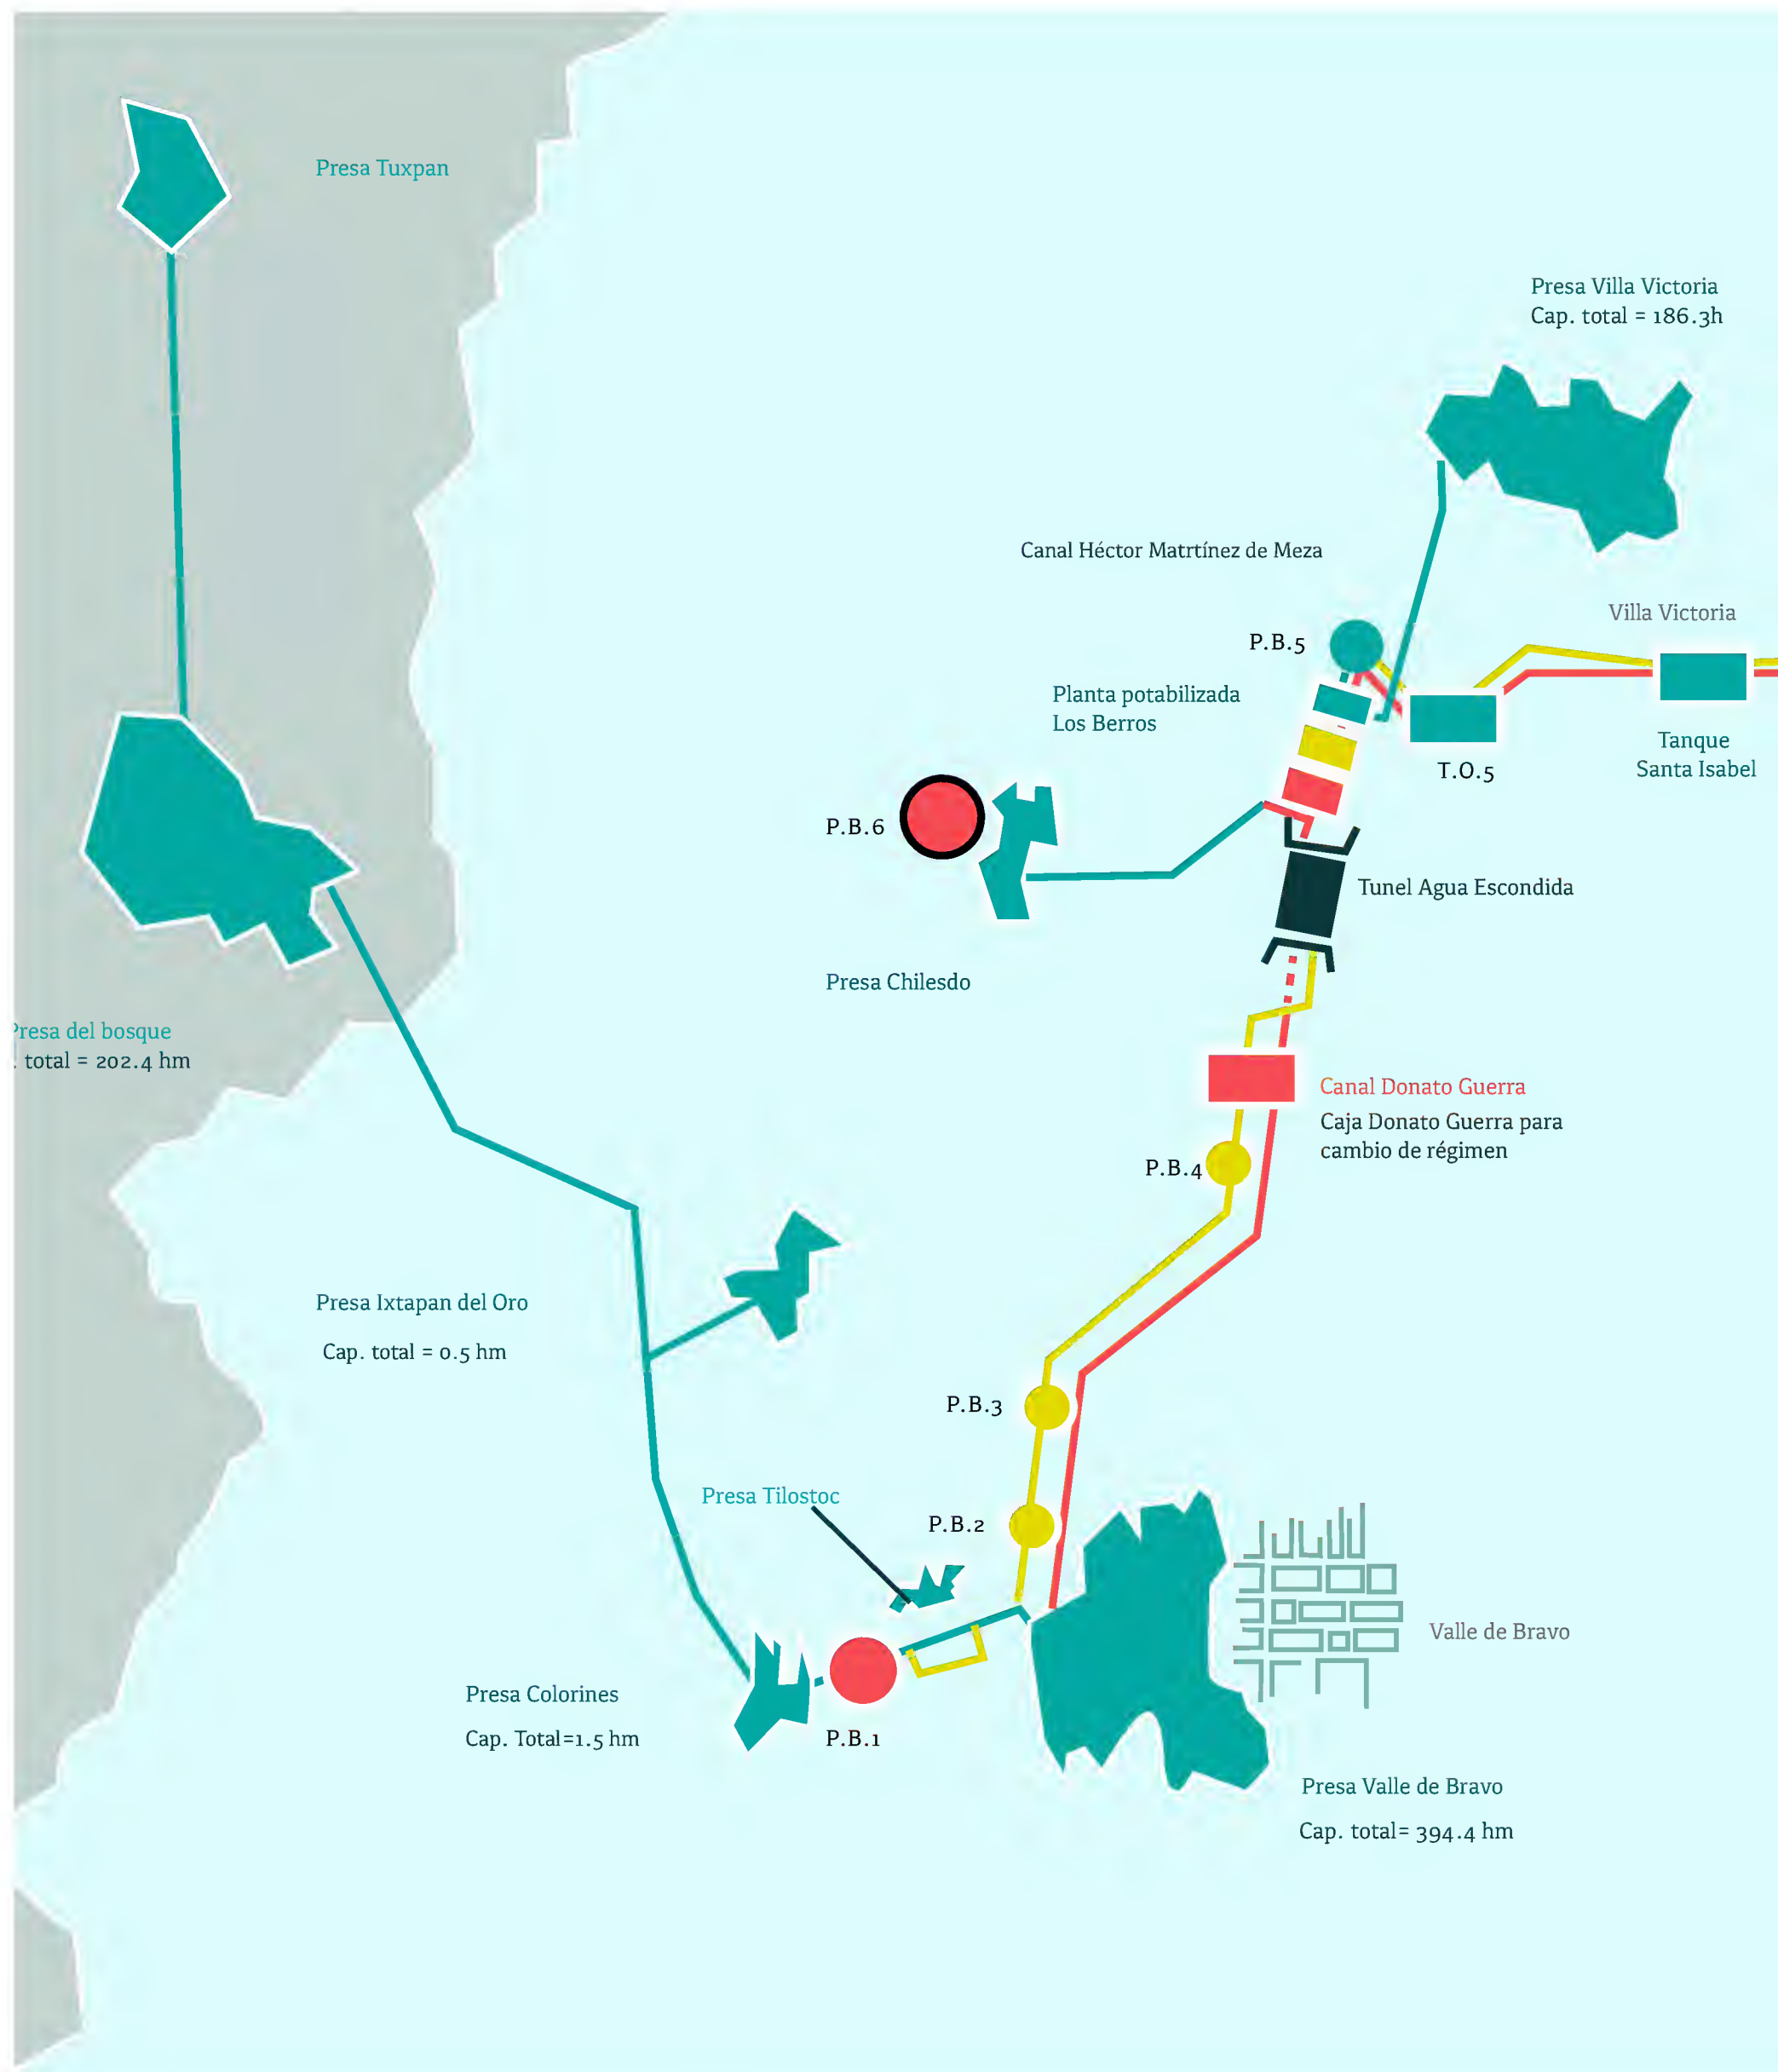 Presa Tuxpan
Presa Villa Victoria
Cap. total = 186.3h
Canal Héctor Matrtínez de Meza
Villa Victoria
P.B.5
Planta potabilizada
Los Berros
Tanque
Santa Isabel
T.O.5
P.B.6
Tunel Agua Escondida
Presa Chilesdo
Presa del bosque
total = 202.4 hm
Canal Donato Guerra
Caja Donato Guerra para
cambio de régimen
P.B.4
Presa Ixtapan del Oro
Cap. total = 0.5 hm
P.B.3
Presa Tilostoc
P.B.2
Valle de Bravo
Presa Colorines
Cap. Total=1.5 hm
P.B.1
Presa Valle de Bravo
Cap. total= 394.4 hm